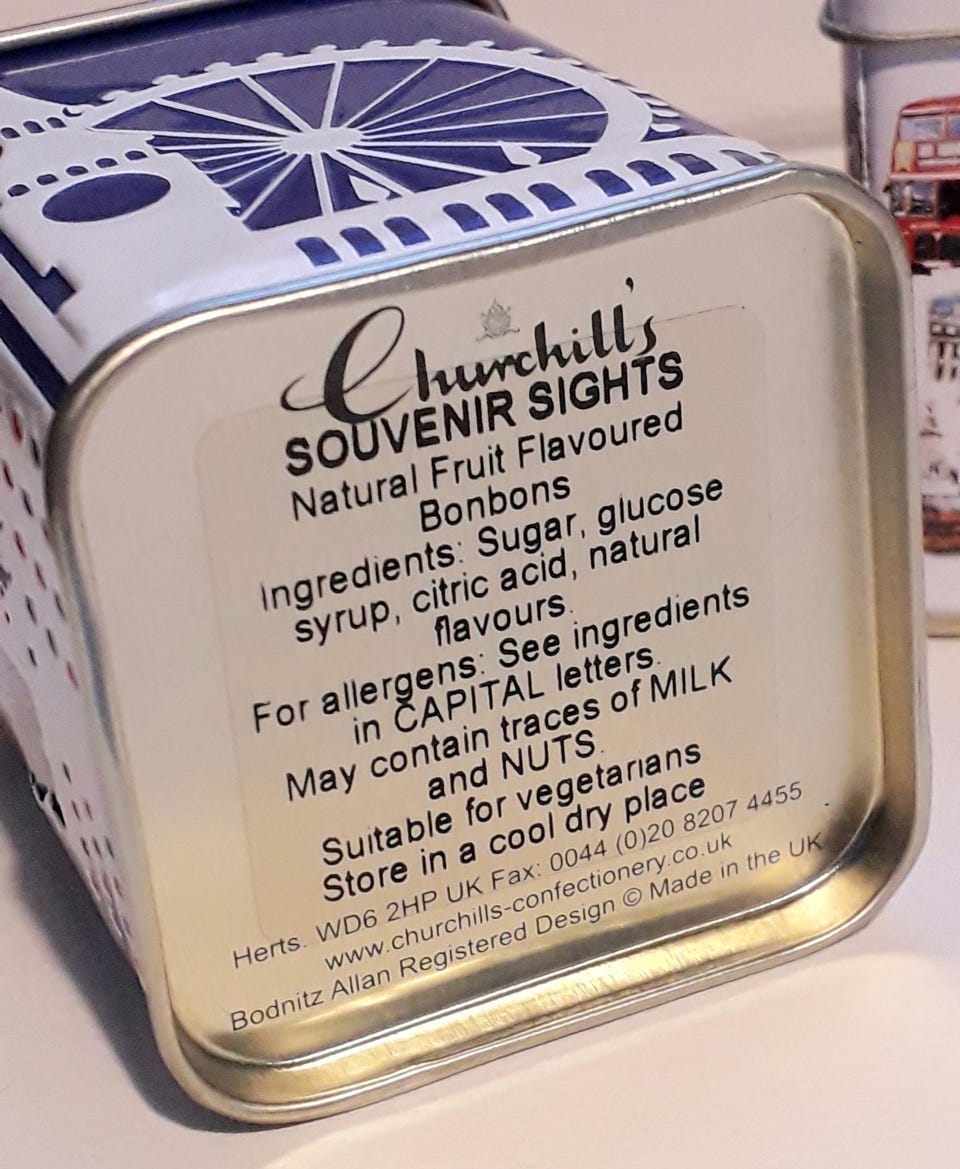 Churchill's
SOUVENIR SIGHTS
Natural Fruit Flavoured
Bonbons
Ingredients: Sugar, glucose
syrup, citric acid, natural
flavours.
For allergens: See ingredients
in CAPITAL letters.
May contain traces of MILK
and NUTS.
Suitable for vegetarians
Store in a cool dry place
Herts. WD6 2HP UK Fax: 0044 (0)20 8207 4455
www.churchills-confectionery.co.uk
Bodnitz Allan Registered Design © Made in the UK